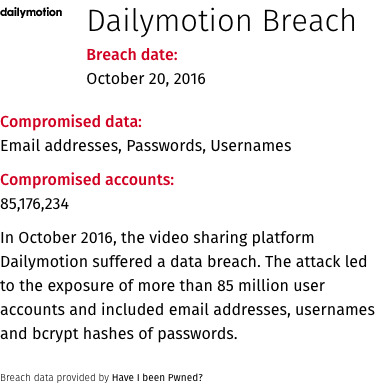 dailymotion
Dailymotion Breach
Breach date:
October 20, 2016
Compromised data:
Email addresses, Passwords, Usernames
Compromised accounts:
85,176,234
In October 2016, the video sharing platform
Dailymotion suffered a data breach. The attack led
to the exposure of more than 85 million user
accounts and included email addresses, usernames
and bcrypt hashes of passwords.
Breach data provided by Have I been Pwned?